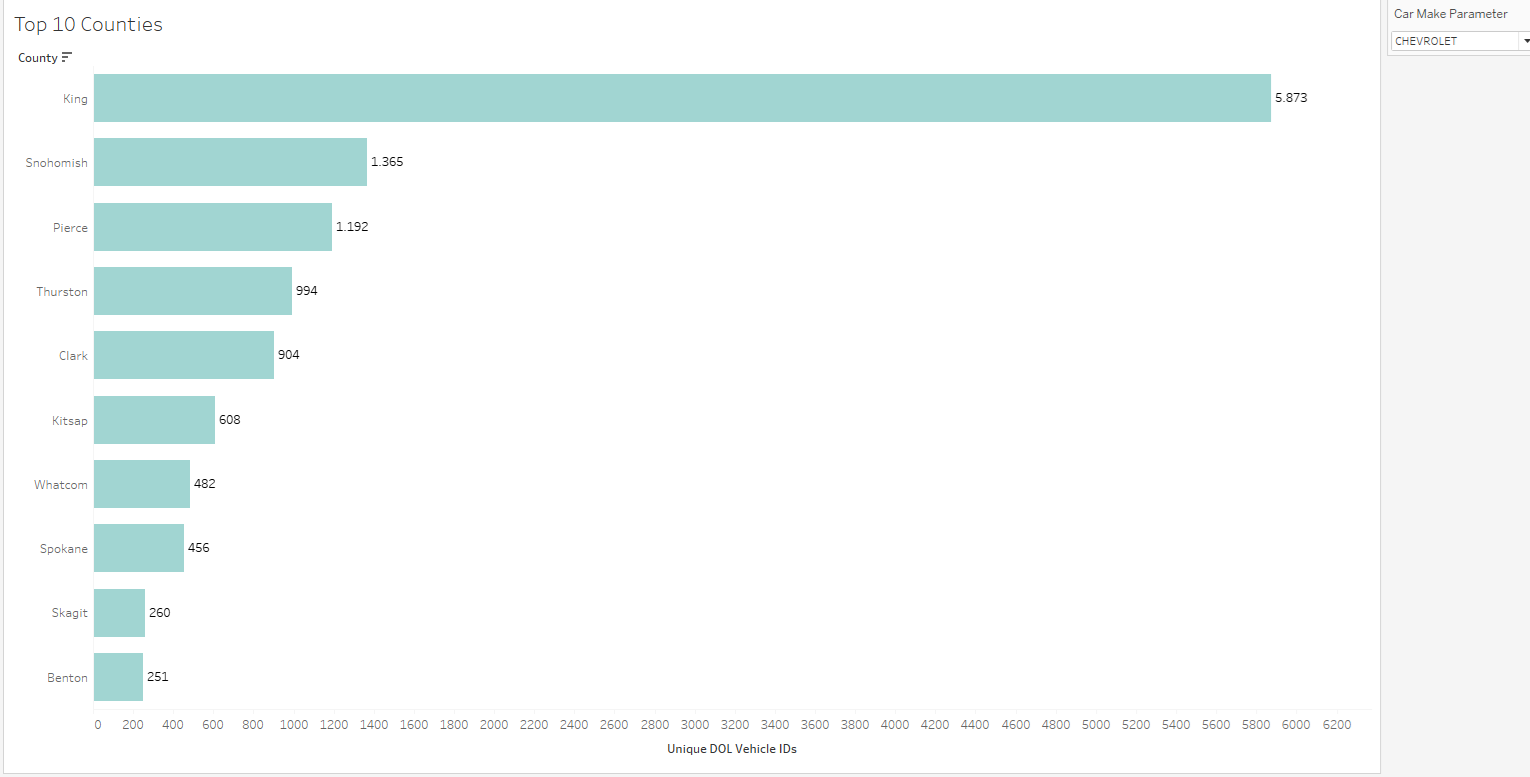 Top 10 Counties
Car Make Parameter
CHEVROLET
County
King 5.873
Snohomish 1.365
Pierce 1.192
Thurston 994
Clark 904
Kitsap 608
Whatcom 482
Spokane 456
Skagit 260
Benton 251
0 200 400 600 800 1000 1200 1400 1600 1800 2000 2200 2400 2600 2800 3000 3200 3400 3600 3800 4000 4200 4400 4600 4800 5000 5200 5400 5600 5800 6000 6200
Unique DOL Vehicle IDs